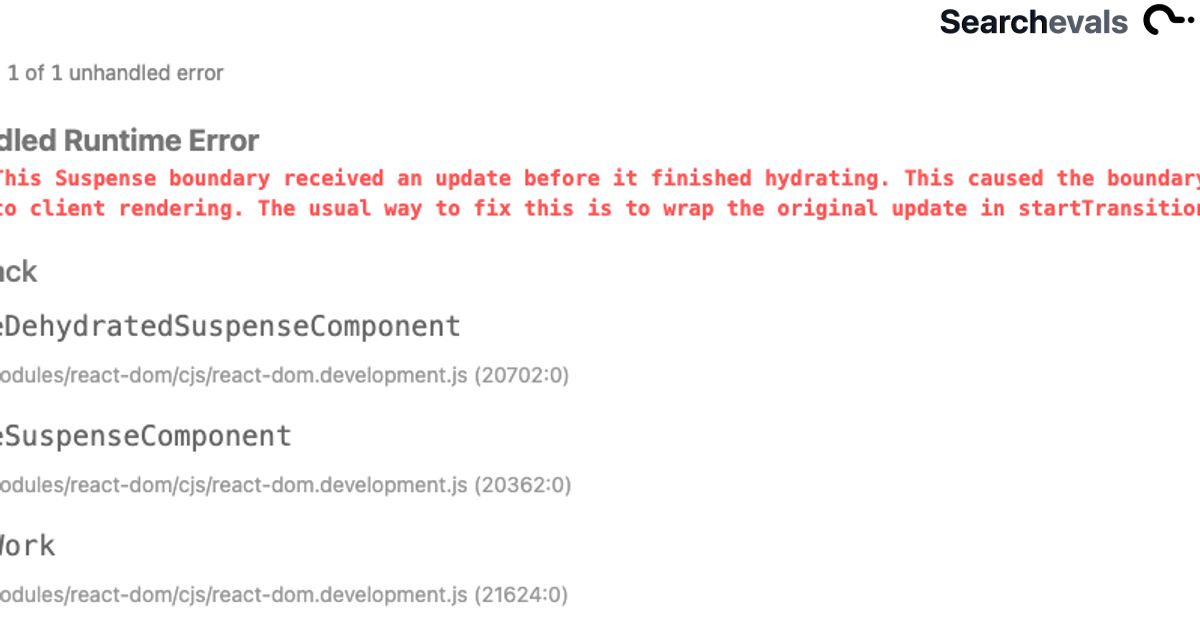 Searchevals
1 of 1 unhandled error
dled Runtime Error
This Suspense boundary received an update before it finished hydrating. This caused the boundary
to client rendering. The usual way to fix this is to wrap the original update in startTransition
ack
eDehydratedSuspenseComponent
odules/react-dom/cjs/react-dom.development.js (20702:0)
eSuspenseComponent
odules/react-dom/cjs/react-dom.development.js (20362:0)
Work
odules/react-dom/cjs/react-dom.development.js (21624:0)